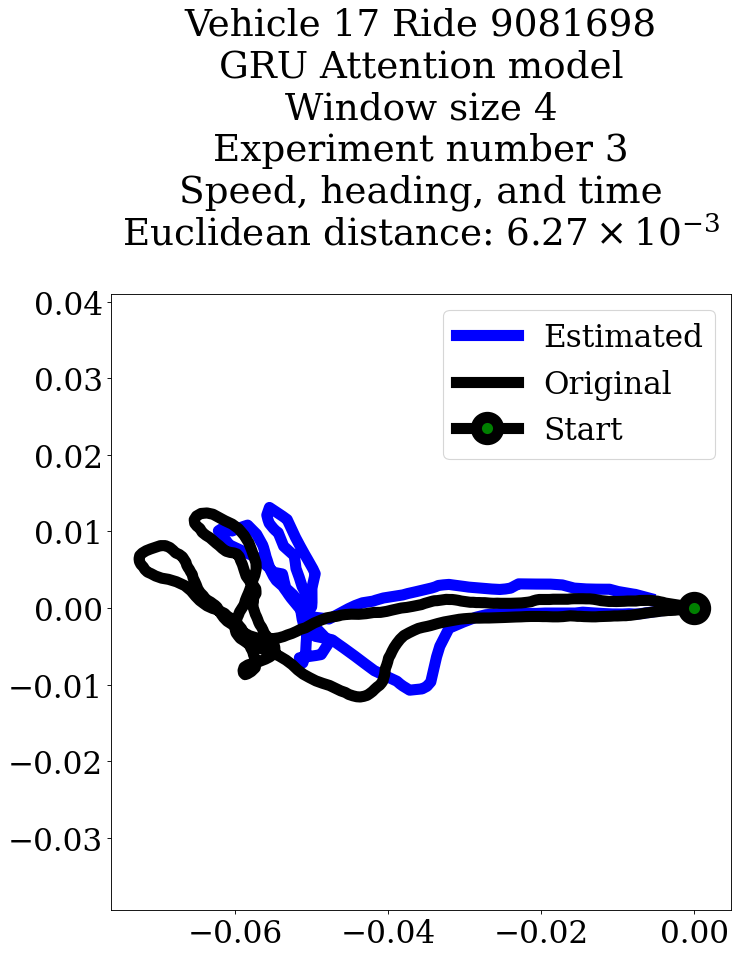 Vehicle 17 Ride 9081698
GRU Attention model
Window size 4
Experiment number 3
Speed, heading, and time
Euclidean distance: 6.27 × 10⁻³
0.04
0.03
0.02
0.01
0.00
−0.01
−0.02
−0.03
Estimated
Original
Start
−0.06
−0.04
−0.02
0.00